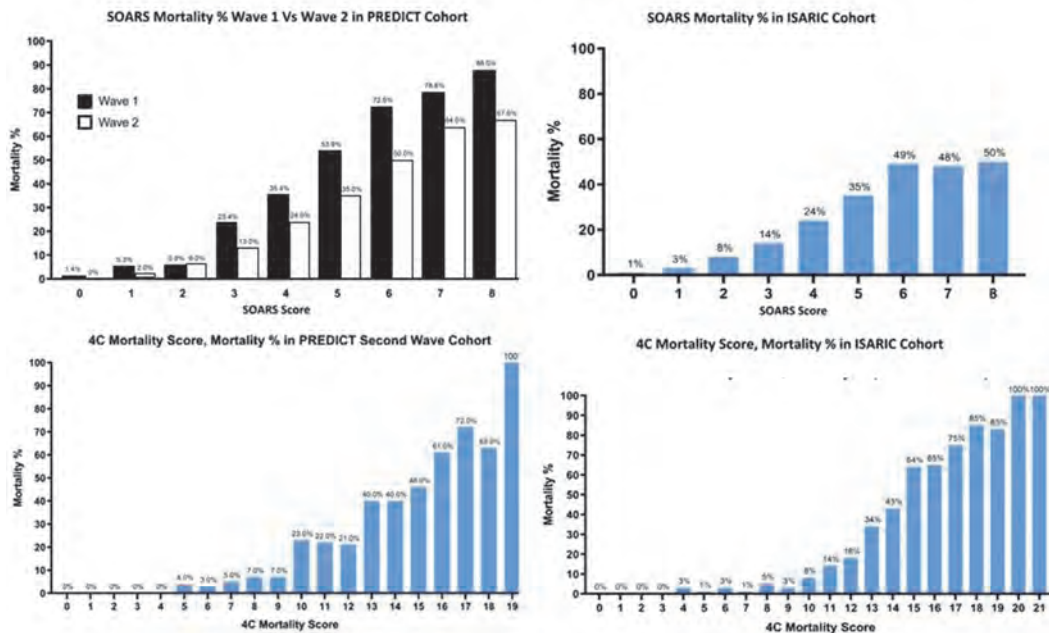 SOARS Mortality % Wave 1 Vs Wave 2 in PREDICT Cohort
Mortality %
100
90
80
70
60
50
40
30
20
10
0
Wave 1
Wave 2
1.4% 0% 5.3% 2.0% 6.0% 23.4% 13.0% 35.4% 24.0% 53.9% 35.0% 50.0% 64.0%
0 1 2 3 4 5 6 7 8
SOARS Score
SOARS Mortality % in ISARIC Cohort
Mortality %
100
80
60
40
20
0
1% 3% 8% 14% 24% 35% 49% 48% 50%
0 1 2 3 4 5 6 7 8
SOARS Score
4C Mortality Score, Mortality % in PREDICT Second Wave Cohort
Mortality %
100
90
80
70
60
50
40
30
20
10
0
0% 0% 0% 0% 0% 4.0% 3.0% 5.0% 7.0% 7.0% 23.0% 22.0% 21.0% 40.0% 40.0% 46.0% 61.0% 72.0% 63.0% 100
0 1 2 3 4 5 6 7 8 9 10 11 12 13 14 15 16 17 18 19
4C Mortality Score
4C Mortality Score, Mortality % in ISARIC Cohort
Mortality %
100
90
80
70
60
50
40
30
20
10
0
0% 0% 0% 0% 3% 1% 3% 1% 5% 3% 8% 14% 18% 34% 43% 64% 65% 75% 85% 83% 100% 100%
0 1 2 3 4 5 6 7 8 9 10 11 12 13 14 15 16 17 18 19 20 21
4C Mortality Score